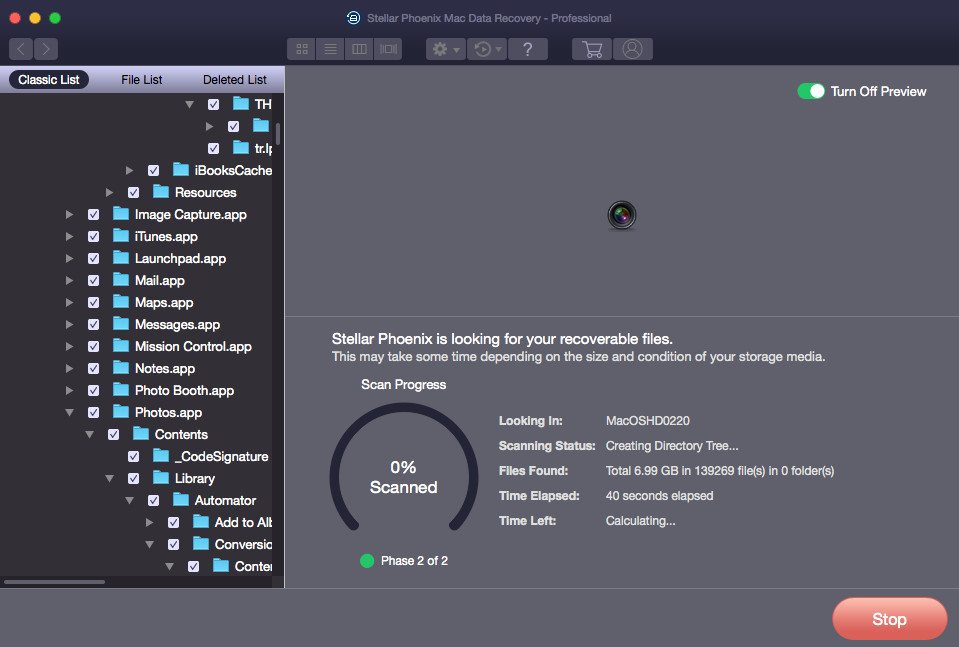 Stellar Phoenix Mac Data Recovery - Professional
?
Classic List File List Deleted List
Turn Off Preview
TH
tr.lp
iBooksCache
Resources
Image Capture.app
iTunes.app
Launchpad.app
Mail.app
Maps.app
Messages.app
Mission Control.app
Notes.app
Photo Booth.app
Photos.app
Contents
_CodeSignature
Library
Automator
Add to Alb
Conversio
Conter
Stellar Phoenix is looking for your recoverable files.
This may take some time depending on the size and condition of your storage media.
Scan Progress
0%
Scanned
Phase 2 of 2
Looking In: MacOSHD0220
Scanning Status: Creating Directory Tree...
Files Found: Total 6.99 GB in 139269 file(s) in 0 folder(s)
Time Elapsed: 40 seconds elapsed
Time Left: Calculating...
Stop